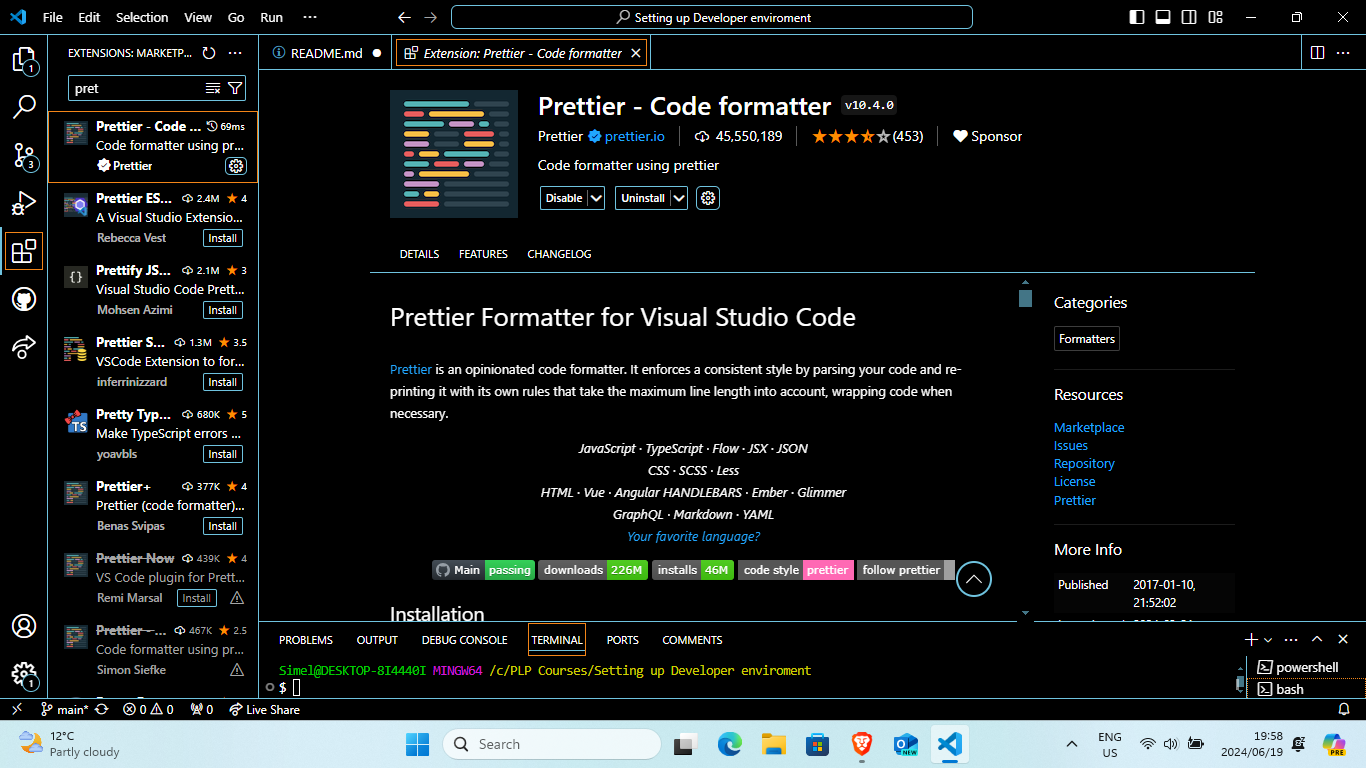 File Edit Selection View Go Run ···
Setting up Developer enviroment
EXTENSIONS: MARKETP...
pret
Prettier - Code ... 69ms
Code formatter using pr...
Prettier
Prettier ES... 2.4M 4
A Visual Studio Extensio...
Rebecca Vest Install
Prettify JS... 2.1M 3
Visual Studio Code Prett...
Mohsen Azimi Install
Prettier S... 1.3M 3.5
VSCode Extension to for...
inferrinizzard Install
Pretty Typ... 680K 5
Make TypeScript errors ...
yoavbls Install
Prettier+ 377K 4
Prettier (code formatter)...
Benas Svipas Install
Prettier Now 439K 4
VS Code plugin for Prett...
Remi Marsal Install
Prettier - ... 467K 2.5
Code formatter using pr...
Simon Siefke
README.md
Extension: Prettier - Code formatter
Prettier - Code formatter v10.4.0
Prettier prettier.io 45,550,189 (453) Sponsor
Code formatter using prettier
Disable Uninstall
DETAILS FEATURES CHANGELOG
Prettier Formatter for Visual Studio Code
Prettier is an opinionated code formatter. It enforces a consistent style by parsing your code and re-
printing it with its own rules that take the maximum line length into account, wrapping code when
necessary.
JavaScript · TypeScript · Flow · JSX · JSON
CSS · SCSS · Less
HTML · Vue · Angular HANDLEBARS · Ember · Glimmer
GraphQL · Markdown · YAML
Your favorite language?
Main passing downloads 226M installs 46M code style prettier follow prettier
Installation
Categories
Formatters
Resources
Marketplace
Issues
Repository
License
Prettier
More Info
Published 2017-01-10,
21:52:02
PROBLEMS OUTPUT DEBUG CONSOLE TERMINAL PORTS COMMENTS
Simel@DESKTOP-8I4440I MINGW64 /c/PLP Courses/Setting up Developer enviroment
$
powershell
bash
1
3
1
main* 0 0 0 Live Share
12°C
Partly cloudy
Search
NEW
ENG
US
19:58
2024/06/19
PRE